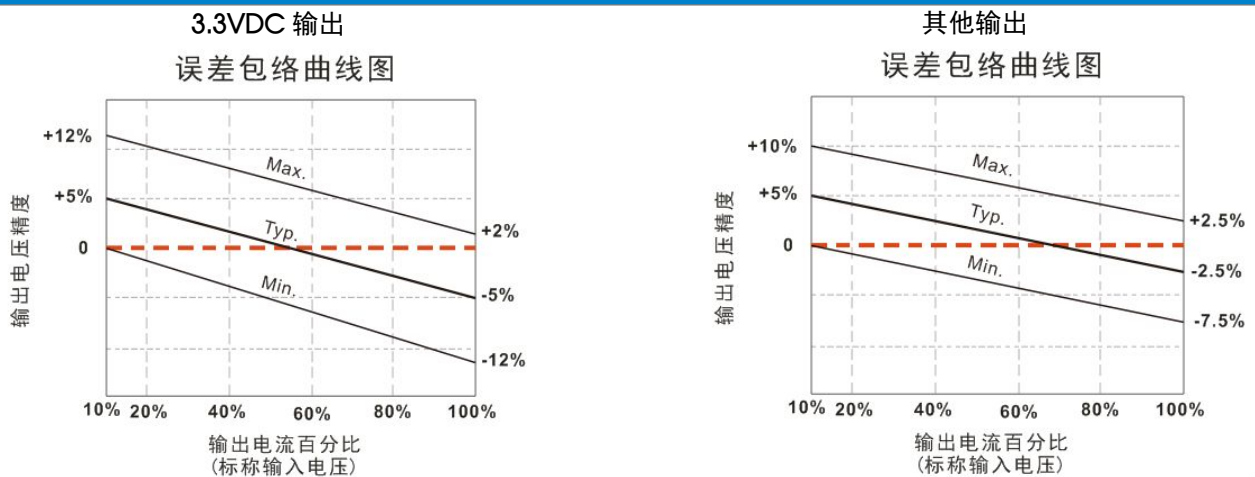 3.3VDC 输出
误差包络曲线图
+12%
+5%
0
Max.
Typ.
Min.
+2%
-5%
-12%
输出电压精度
10% 20% 40% 60% 80% 100%
输出电流百分比
(标称输入电压)
其他输出
误差包络曲线图
+10%
+5%
0
Max.
Typ.
Min.
+2.5%
-2.5%
-7.5%
输出电压精度
10% 20% 40% 60% 80% 100%
输出电流百分比
(标称输入电压)